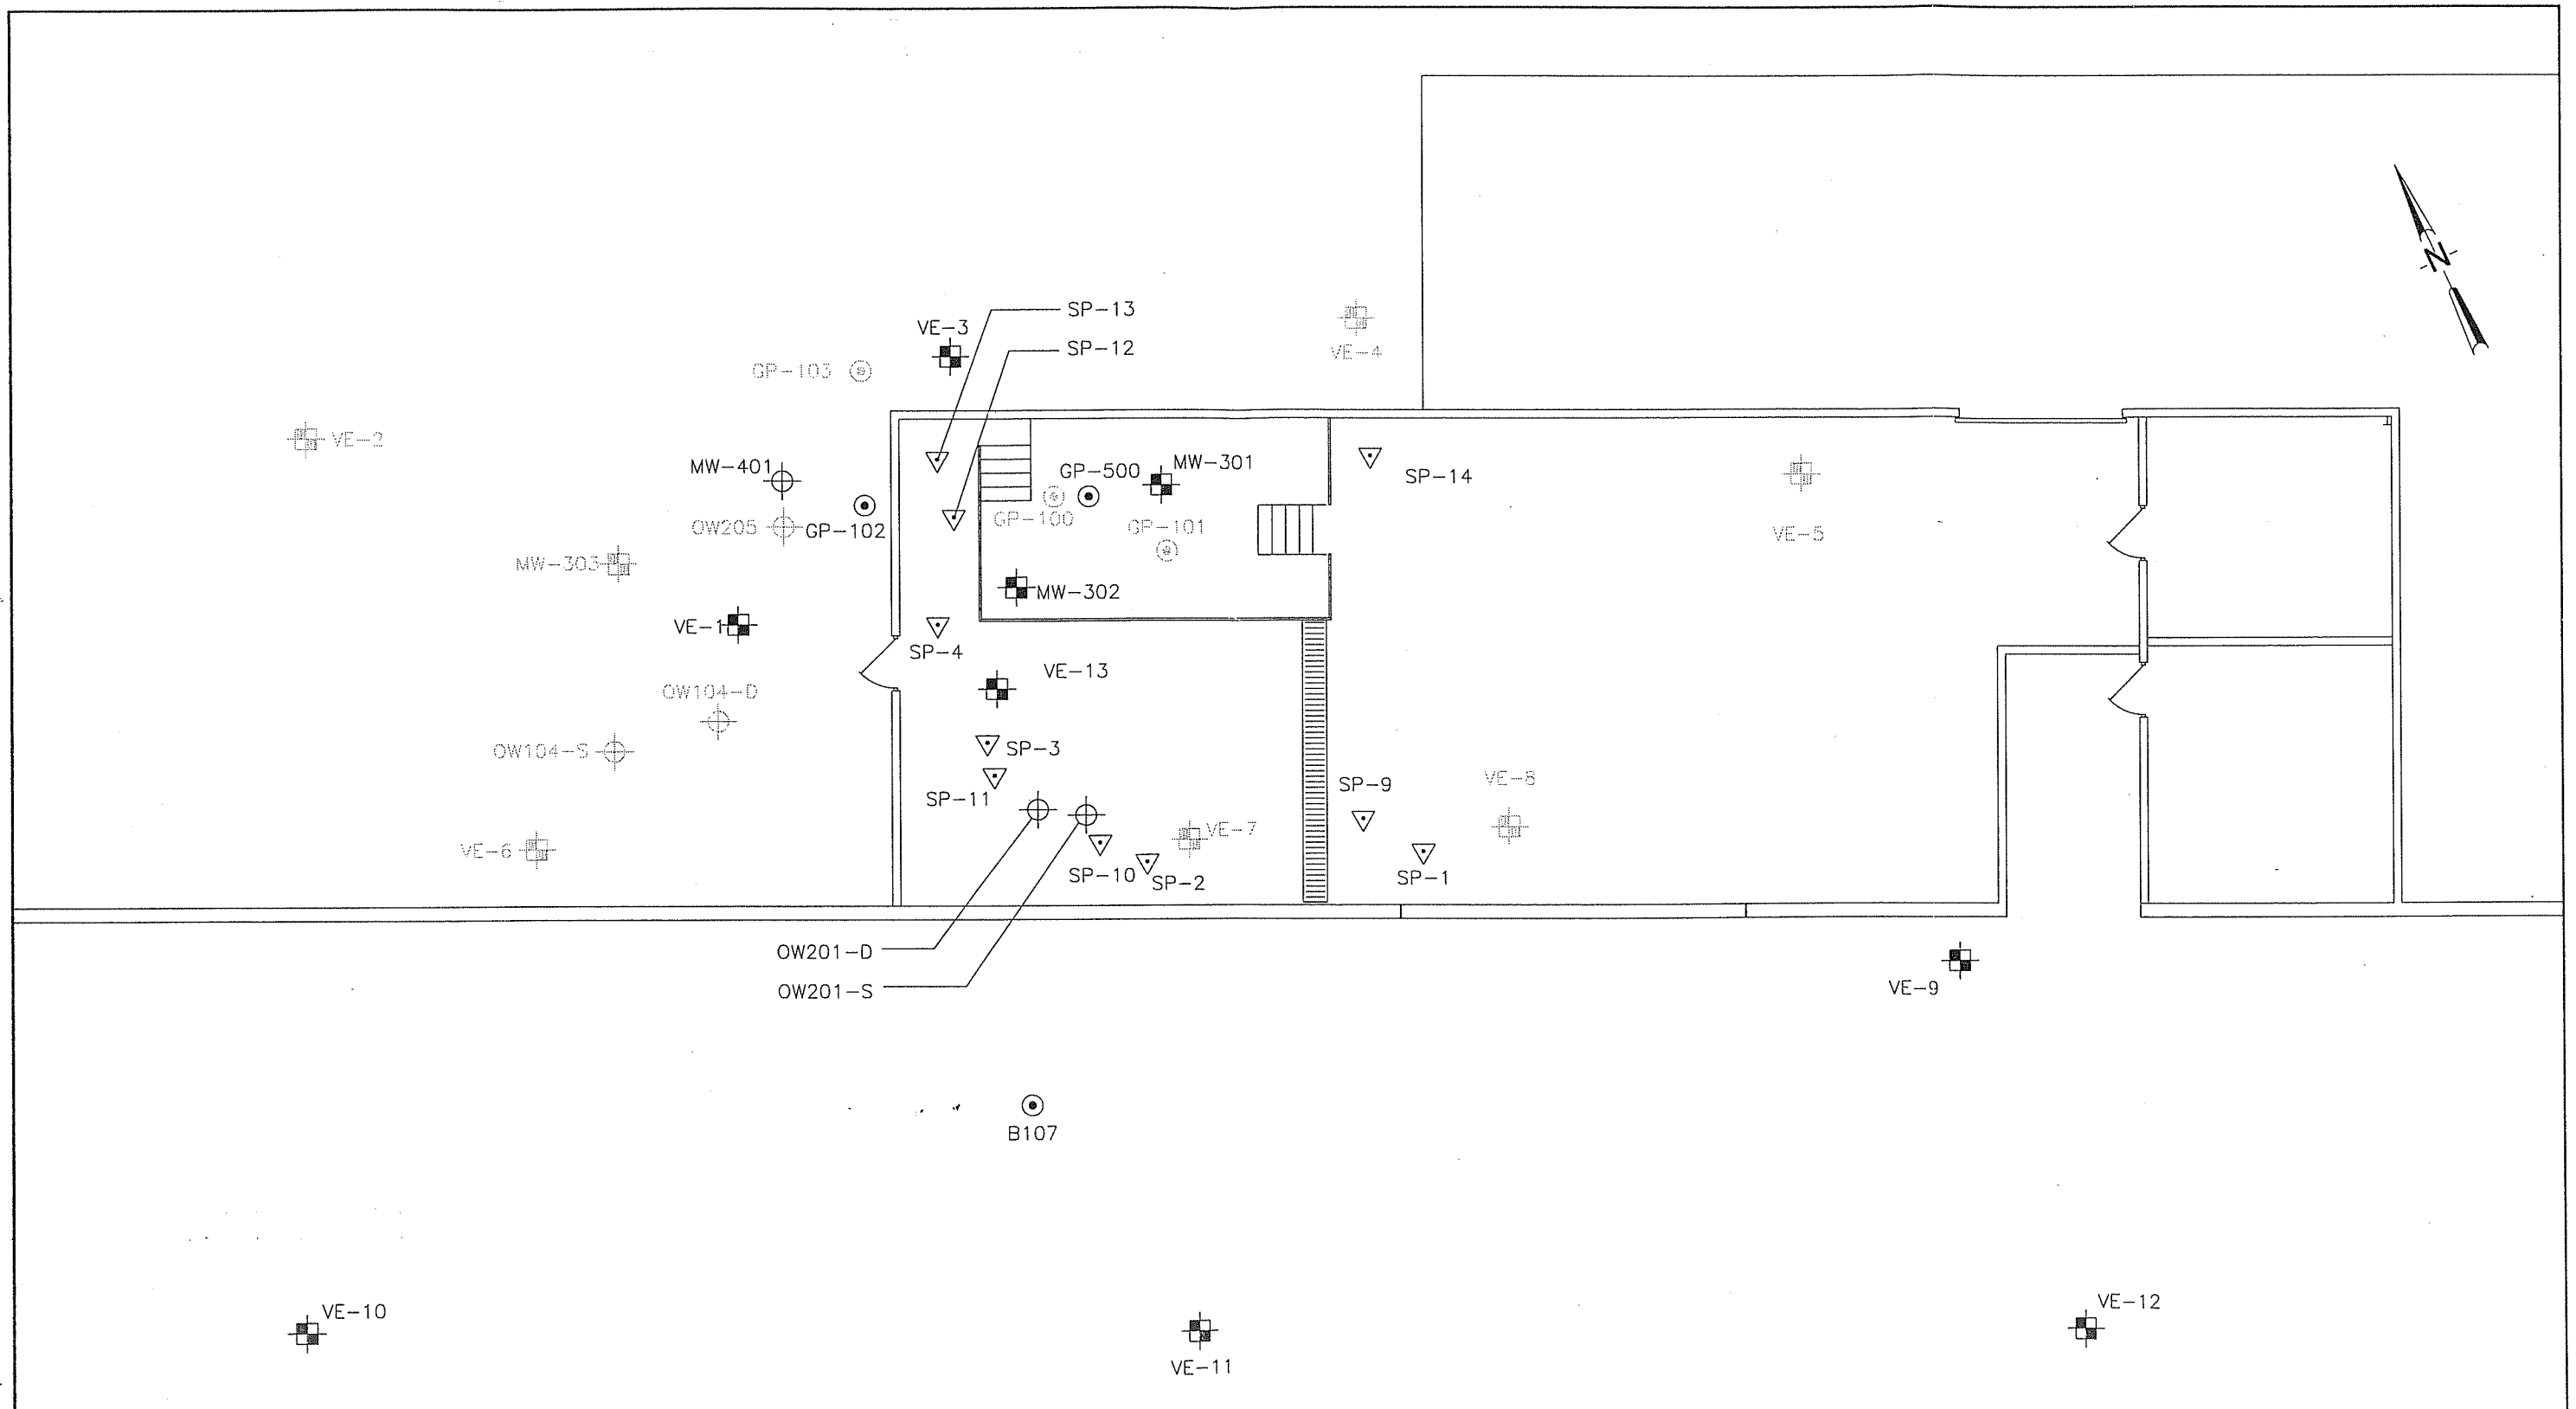 SP-13
VE-3
SP-12
VE-4
GP-103
N
VE-2
MW-401
GP-500
MW-301
SP-14
OW205
GP-102
GP-100
GP-101
VE-5
MW-303
MW-302
VE-1
SP-4
VE-13
OW104-D
OW104-S
SP-3
SP-11
SP-9
VE-8
VE-7
VE-6
SP-10
SP-2
SP-1
OW201-D
OW201-S
VE-9
B107
VE-10
VE-12
VE-11